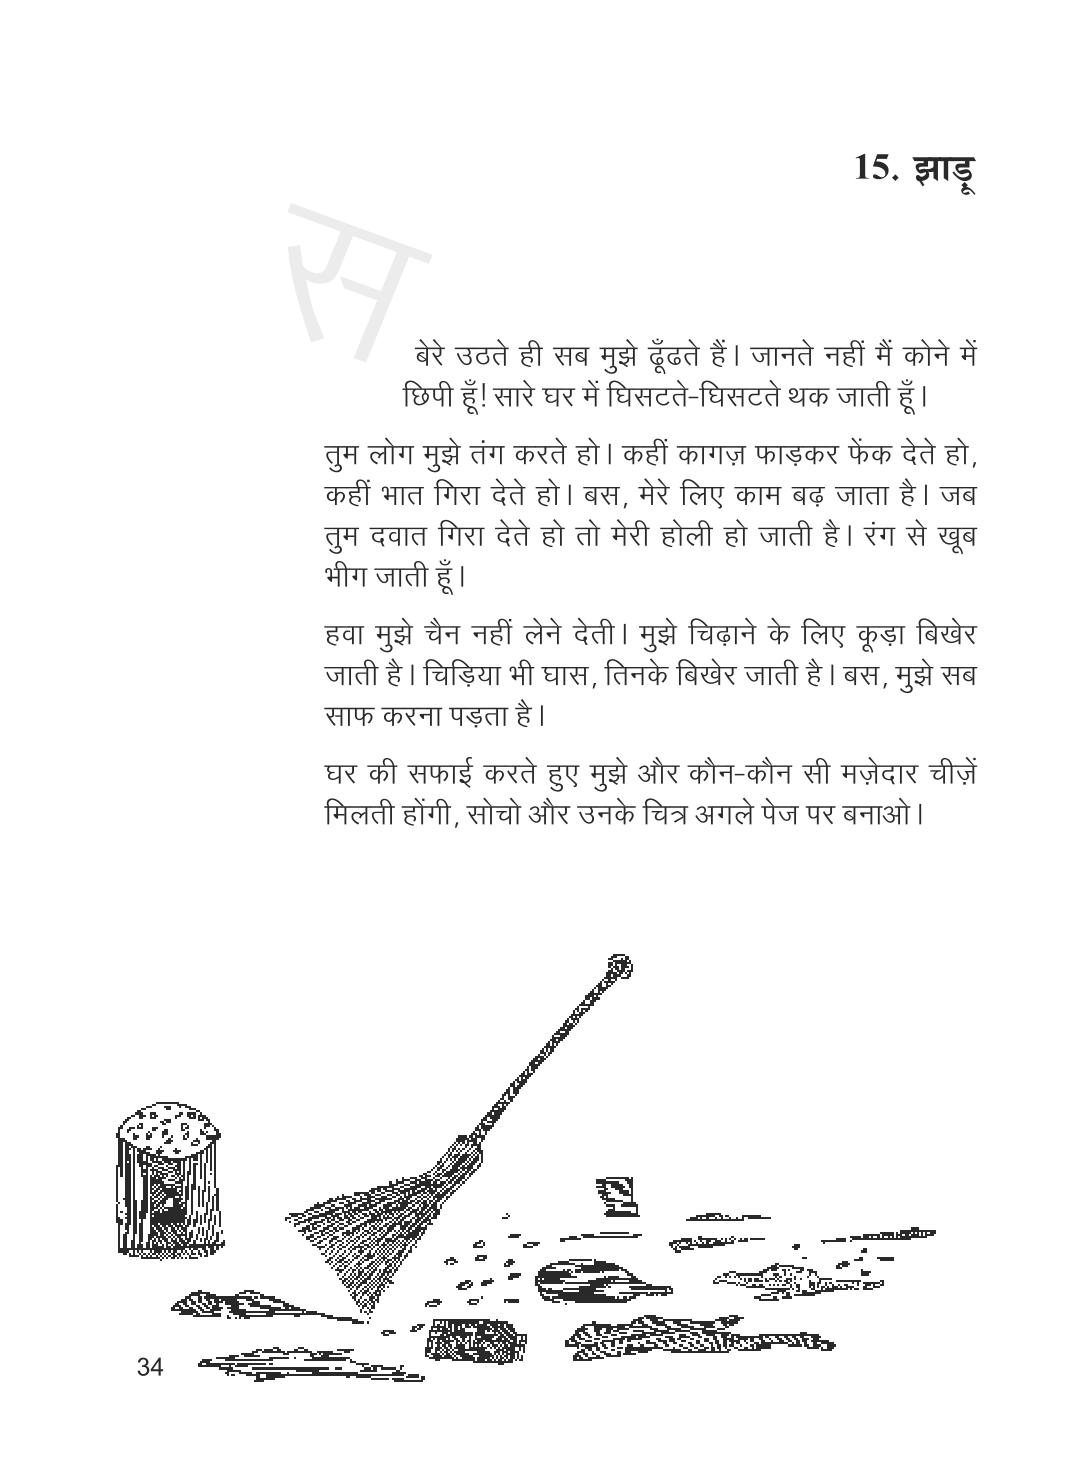 15. झाड़ू
सबेरे उठते ही सब मुझे ढूँढते हैं। जानते नहीं मैं कोने में
छिपी हूँ! सारे घर में घिसटते-घिसटते थक जाती हूँ।
तुम लोग मुझे तंग करते हो। कहीं कागज़ फाड़कर फेंक देते हो,
कहीं भात गिरा देते हो। बस, मेरे लिए काम बढ़ जाता है। जब
तुम दवात गिरा देते हो तो मेरी होली हो जाती है। रंग से खूब
भीग जाती हूँ।
हवा मुझे चैन नहीं लेने देती। मुझे चिढ़ाने के लिए कूड़ा बिखेर
जाती है। चिड़िया भी घास, तिनके बिखेर जाती है। बस, मुझे सब
साफ करना पड़ता है।
घर की सफाई करते हुए मुझे और कौन-कौन सी मज़ेदार चीज़ें
मिलती होंगी, सोचो और उनके चित्र अगले पेज पर बनाओ।
34